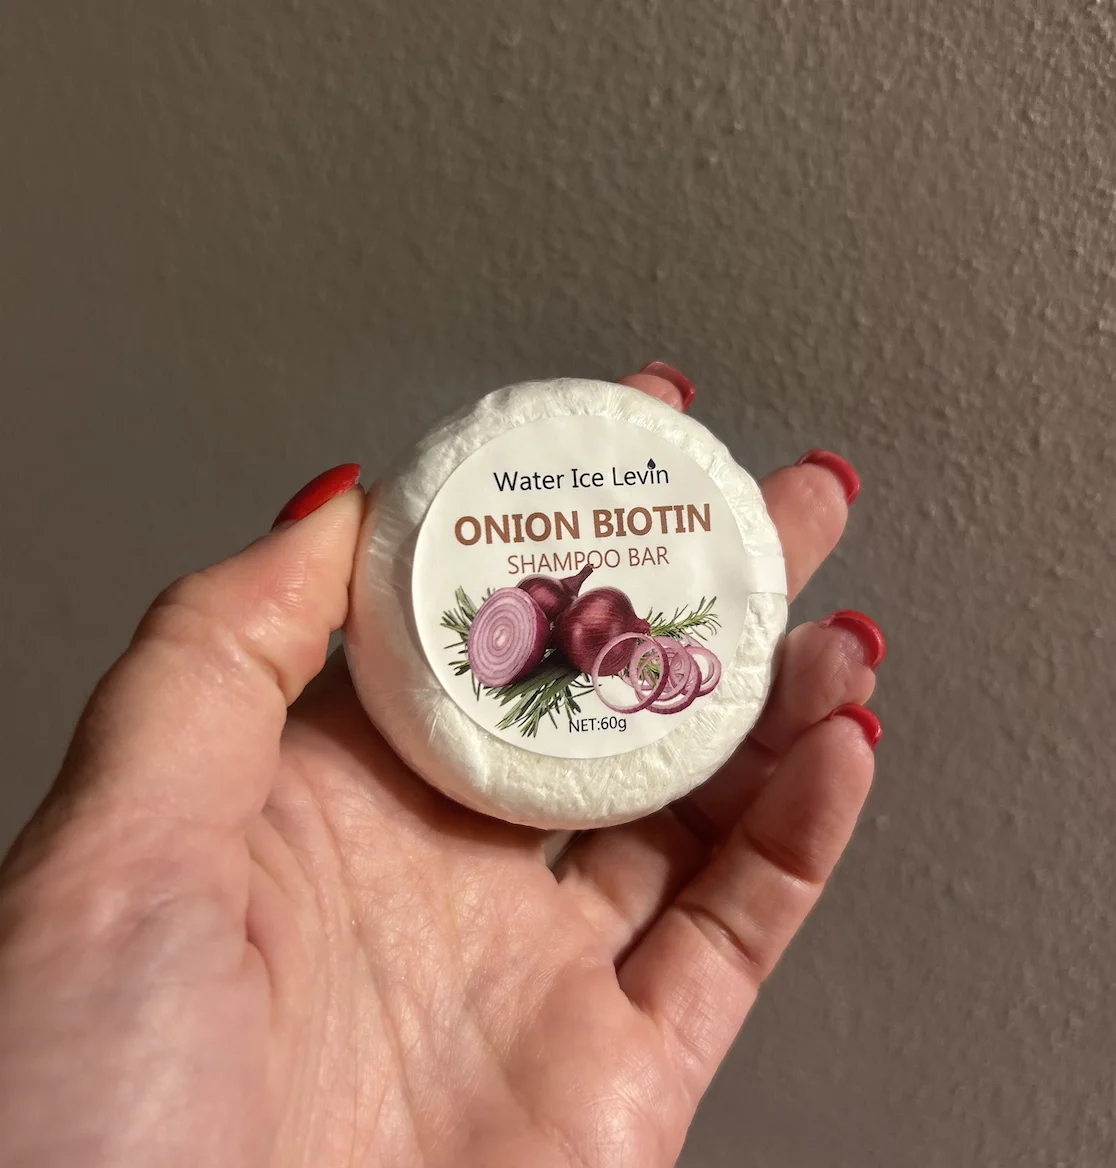 Water Ice Levin
ONION BIOTIN
SHAMPOO BAR
NET:60g